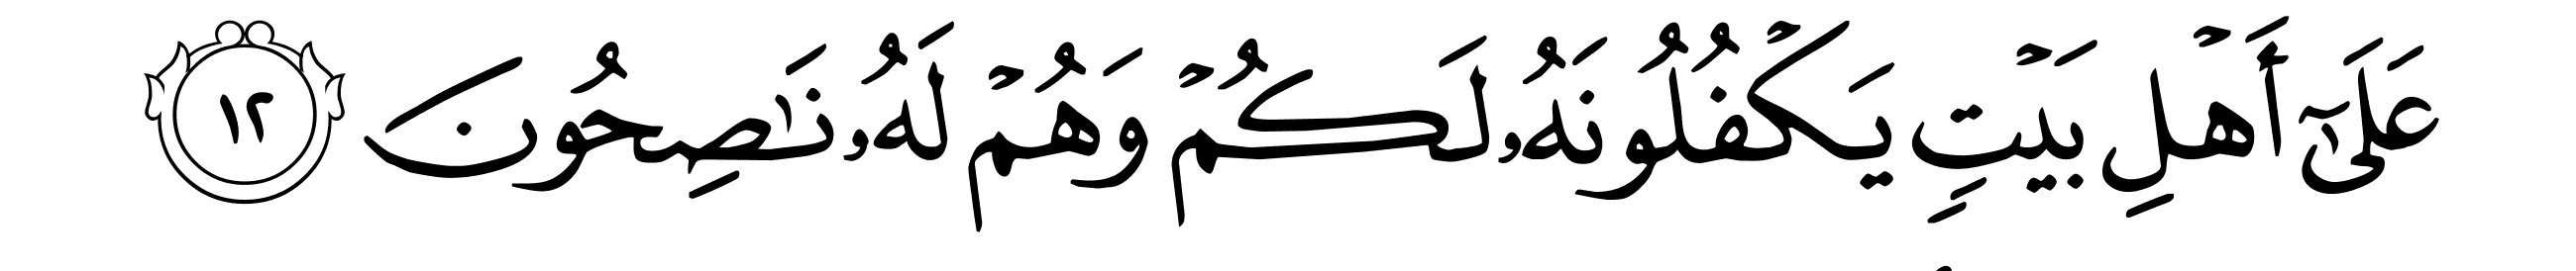 عَلَىٰٓ أَهْلِ بَيْتٍ يَكْفُلُونَهُۥ لَكُمْ وَهُمْ لَهُۥ نَٰصِحُونَ ١٢